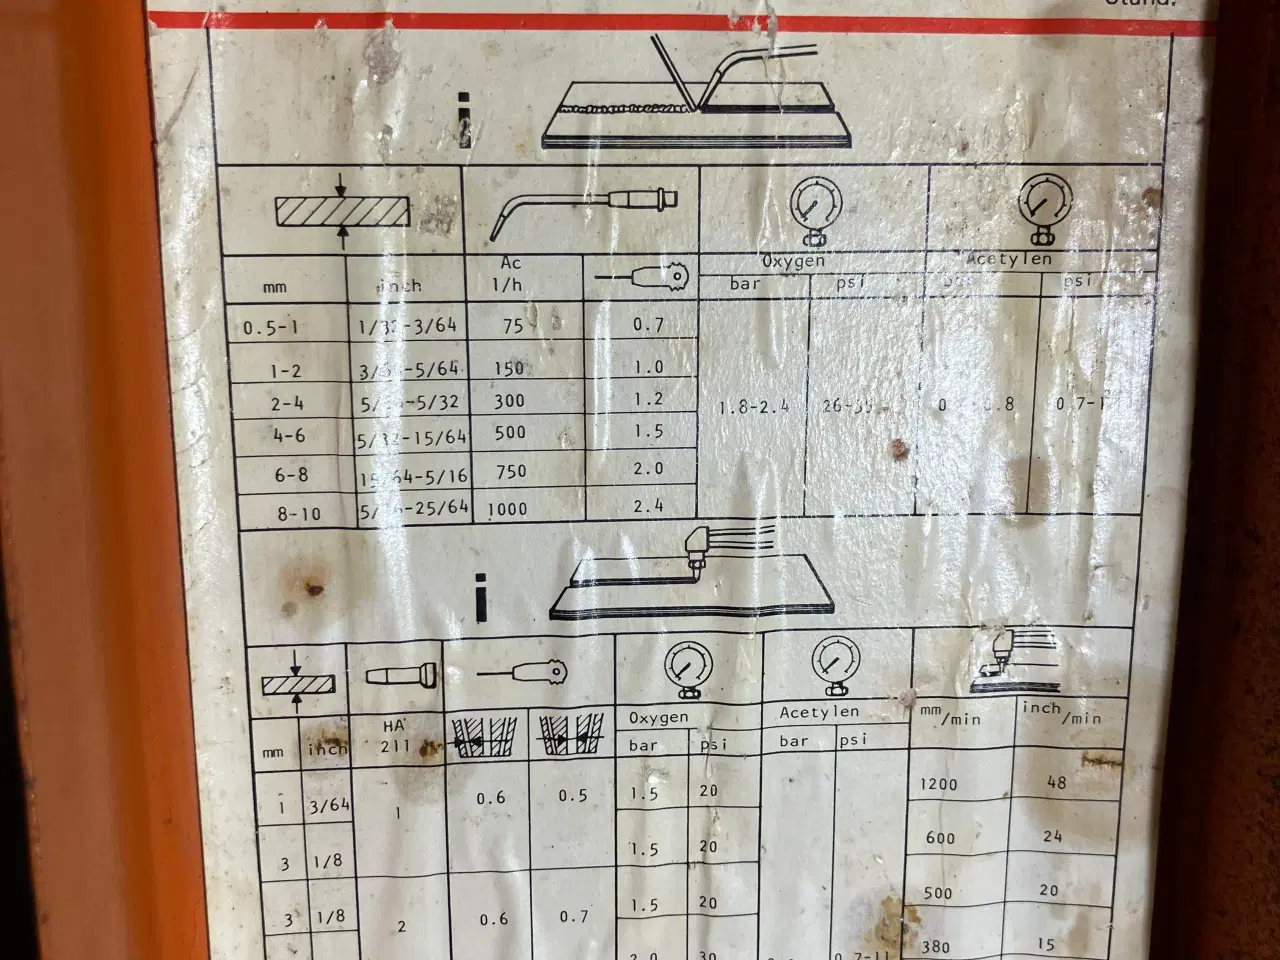 i
Oxygen Acetylen
Ac
mm inch l/h bar psi psi
0.5-1 75 0.7
1-2 150 1.0
2-4 300 1.2
1.8-2.4
4-6 500 1.5
6-8 750 2.0
8-10 1000 2.4
i
HA mm inch
Oxygen Acetylen /min /min
mm inch 211 bar psi bar psi
1 3/64 1 0.6 0.5 1.5 20 1200 48
3 1/8 1.5 20 600 24
3 1/8 2 0.6 0.7 1.5 20 500 20
2.0 30 380 15